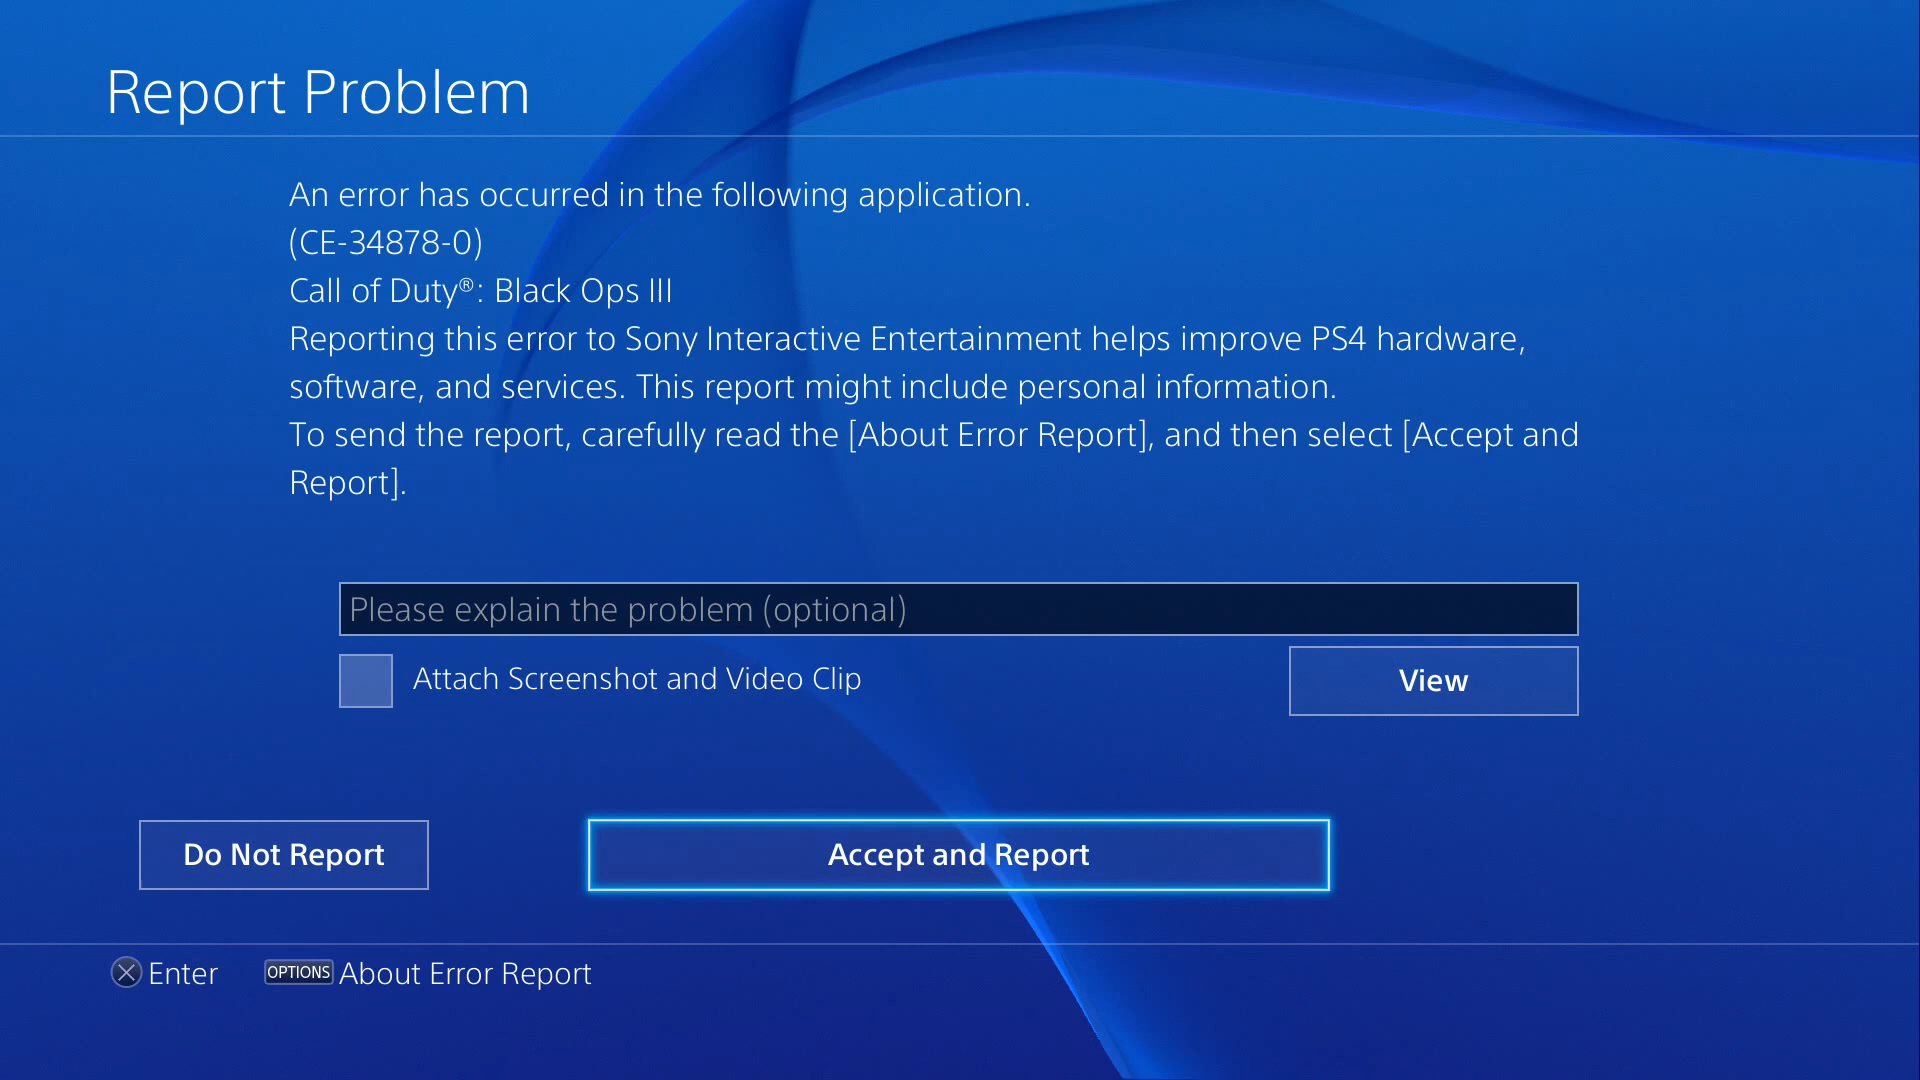 Report Problem
An error has occurred in the following application.
(CE-34878-0)
Call of Duty®: Black Ops III
Reporting this error to Sony Interactive Entertainment helps improve PS4 hardware,
software, and services. This report might include personal information.
To send the report, carefully read the [About Error Report], and then select [Accept and
Report].
Please explain the problem (optional)
Attach Screenshot and Video Clip
View
Do Not Report
Accept and Report
Enter
OPTIONS About Error Report